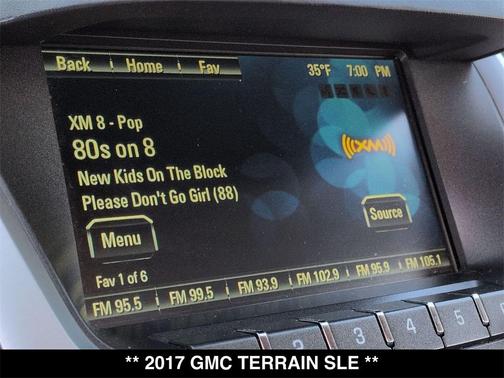 Back Home Fav 35°F 7:00 PM
XM 8 - Pop
80s on 8
((XM))
New Kids On The Block
Please Don't Go Girl (88)
Menu Source
Fav 1 of 6
FM 95.5 FM 99.5 FM 93.9 FM 102.9 FM 95.9 FM 105.1
2 3 4 5
** 2017 GMC TERRAIN SLE **